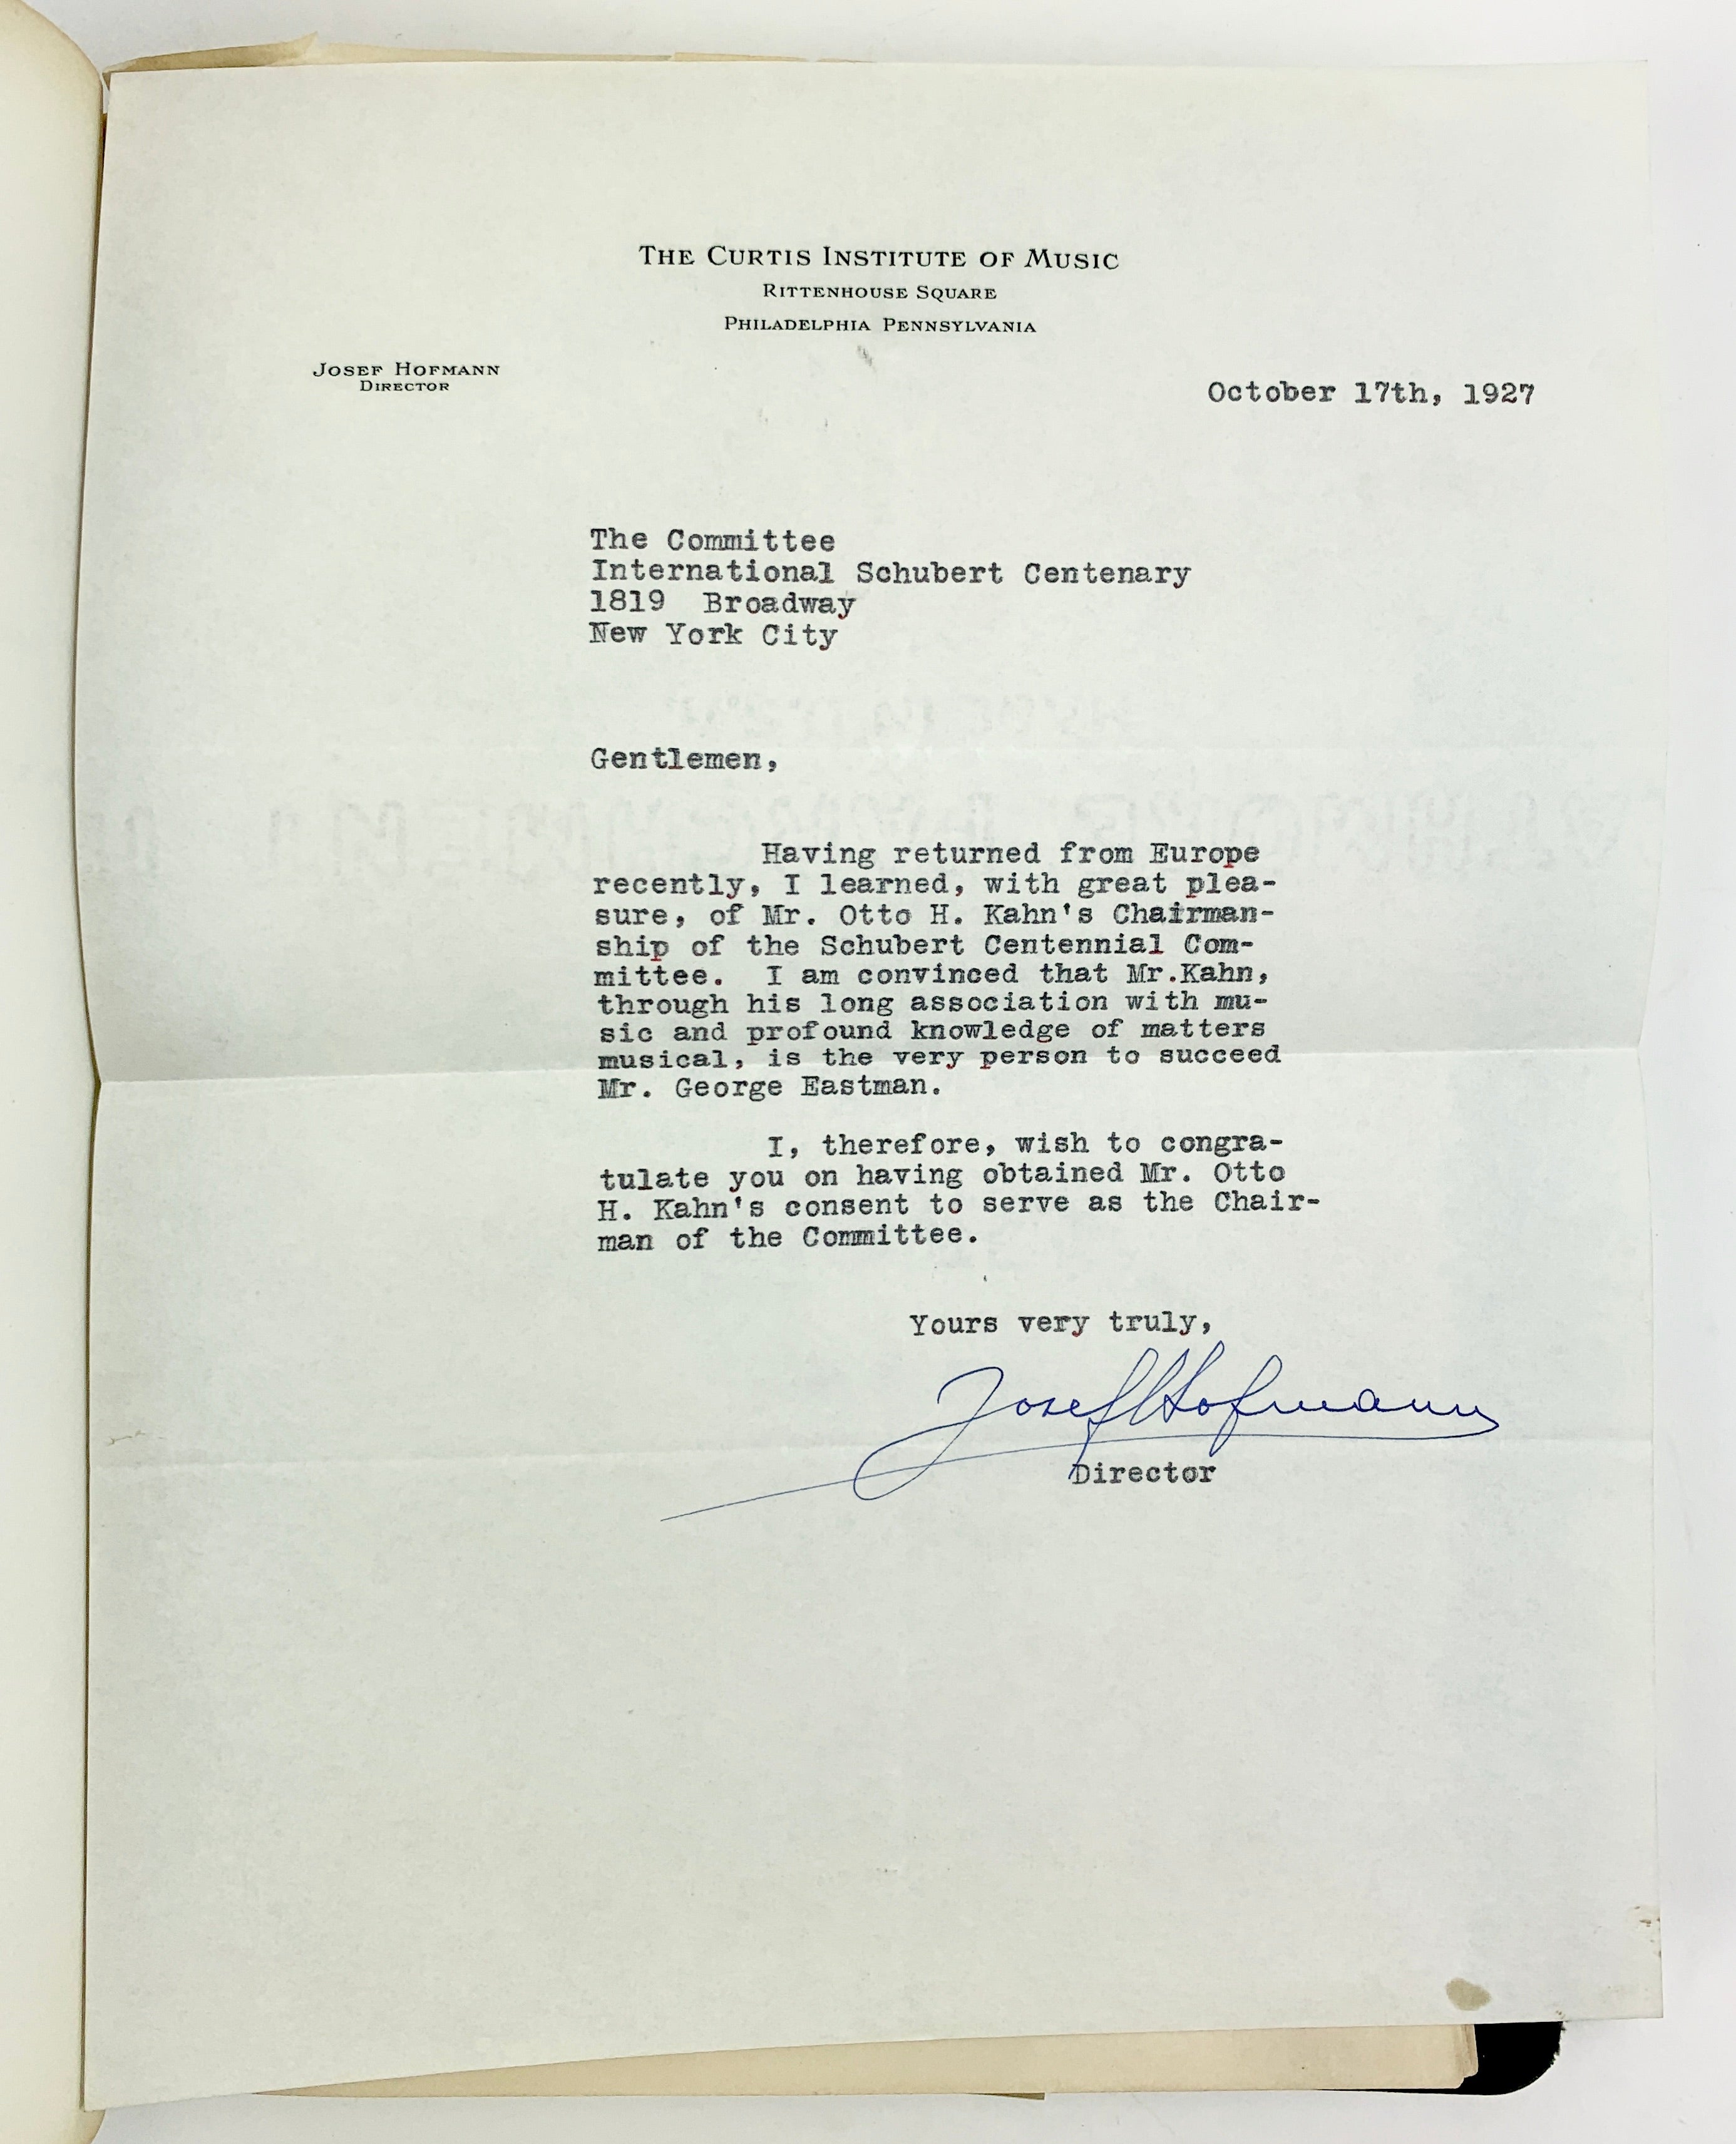 THE CURTIS INSTITUTE OF MUSIC
RITTENHOUSE SQUARE
PHILADELPHIA PENNSYLVANIA
JOSEF HOFMANN
DIRECTOR
October 17th, 1927
The Committee
International Schubert Centenary
1819 Broadway
New York City
Gentlemen,
Having returned from Europe
recently, I learned, with great plea-
sure, of Mr. Otto H. Kahn's Chairman-
ship of the Schubert Centennial Com-
mittee. I am convinced that Mr.Kahn,
through his long association with mu-
sic and profound knowledge of matters
musical, is the very person to succeed
Mr. George Eastman.
I, therefore, wish to congra-
tulate you on having obtained Mr. Otto
H. Kahn's consent to serve as the Chair-
man of the Committee.
Yours very truly,
Josef Hofmann
Director